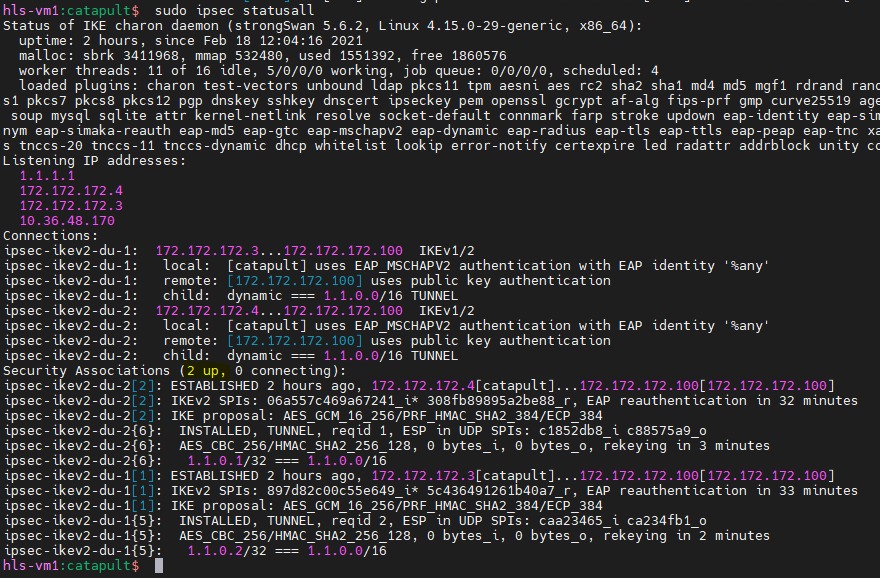 hls-vm1:catapult$  sudo ipsec statusall
Status of IKE charon daemon (strongSwan 5.6.2, Linux 4.15.0-29-generic, x86_64):
  uptime: 2 hours, since Feb 18 12:04:16 2021
  malloc: sbrk 3411968, mmap 532480, used 1551392, free 1860576
  worker threads: 11 of 16 idle, 5/0/0/0 working, job queue: 0/0/0/0, scheduled: 4
  loaded plugins: charon test-vectors unbound ldap pkcs11 tpm aesni aes rc2 sha2 sha1 md4 md5 mgf1 rdrand rand
s1 pkcs7 pkcs8 pkcs12 pgp dnskey sshkey dnscert ipseckey pem openssl gcrypt af-alg fips-prf gmp curve25519 age
 soup mysql sqlite attr kernel-netlink resolve socket-default connmark farp stroke updown eap-identity eap-sim
nym eap-simaka-reauth eap-md5 eap-gtc eap-mschapv2 eap-dynamic eap-radius eap-tls eap-ttls eap-peap eap-tnc xa
s tnccs-20 tnccs-11 tnccs-dynamic dhcp whitelist lookip error-notify certexpire led radattr addrblock unity co
Listening IP addresses:
  1.1.1.1
  172.172.172.4
  172.172.172.3
  10.36.48.170
Connections:
ipsec-ikev2-du-1:  172.172.172.3...172.172.172.100  IKEv1/2
ipsec-ikev2-du-1:   local:  [catapult] uses EAP_MSCHAPV2 authentication with EAP identity '%any'
ipsec-ikev2-du-1:   remote: [172.172.172.100] uses public key authentication
ipsec-ikev2-du-1:   child:  dynamic === 1.1.0.0/16 TUNNEL
ipsec-ikev2-du-2:  172.172.172.4...172.172.172.100  IKEv1/2
ipsec-ikev2-du-2:   local:  [catapult] uses EAP_MSCHAPV2 authentication with EAP identity '%any'
ipsec-ikev2-du-2:   remote: [172.172.172.100] uses public key authentication
ipsec-ikev2-du-2:   child:  dynamic === 1.1.0.0/16 TUNNEL
Security Associations (2 up, 0 connecting):
ipsec-ikev2-du-2[2]: ESTABLISHED 2 hours ago, 172.172.172.4[catapult]...172.172.172.100[172.172.172.100]
ipsec-ikev2-du-2[2]: IKEv2 SPIs: 06a557c469a67241_i* 308fb89895a2be88_r, EAP reauthentication in 32 minutes
ipsec-ikev2-du-2[2]: IKE proposal: AES_GCM_16_256/PRF_HMAC_SHA2_384/ECP_384
ipsec-ikev2-du-2{6}:  INSTALLED, TUNNEL, reqid 1, ESP in UDP SPIs: c1852db8_i c88575a9_o
ipsec-ikev2-du-2{6}:  AES_CBC_256/HMAC_SHA2_256_128, 0 bytes_i, 0 bytes_o, rekeying in 3 minutes
ipsec-ikev2-du-2{6}:   1.1.0.1/32 === 1.1.0.0/16
ipsec-ikev2-du-1[1]: ESTABLISHED 2 hours ago, 172.172.172.3[catapult]...172.172.172.100[172.172.172.100]
ipsec-ikev2-du-1[1]: IKEv2 SPIs: 897d82c00c55e649_i* 5c436491261b40a7_r, EAP reauthentication in 33 minutes
ipsec-ikev2-du-1[1]: IKE proposal: AES_GCM_16_256/PRF_HMAC_SHA2_384/ECP_384
ipsec-ikev2-du-1{5}:  INSTALLED, TUNNEL, reqid 2, ESP in UDP SPIs: caa23465_i ca234fb1_o
ipsec-ikev2-du-1{5}:  AES_CBC_256/HMAC_SHA2_256_128, 0 bytes_i, 0 bytes_o, rekeying in 2 minutes
ipsec-ikev2-du-1{5}:   1.1.0.2/32 === 1.1.0.0/16
hls-vm1:catapult$